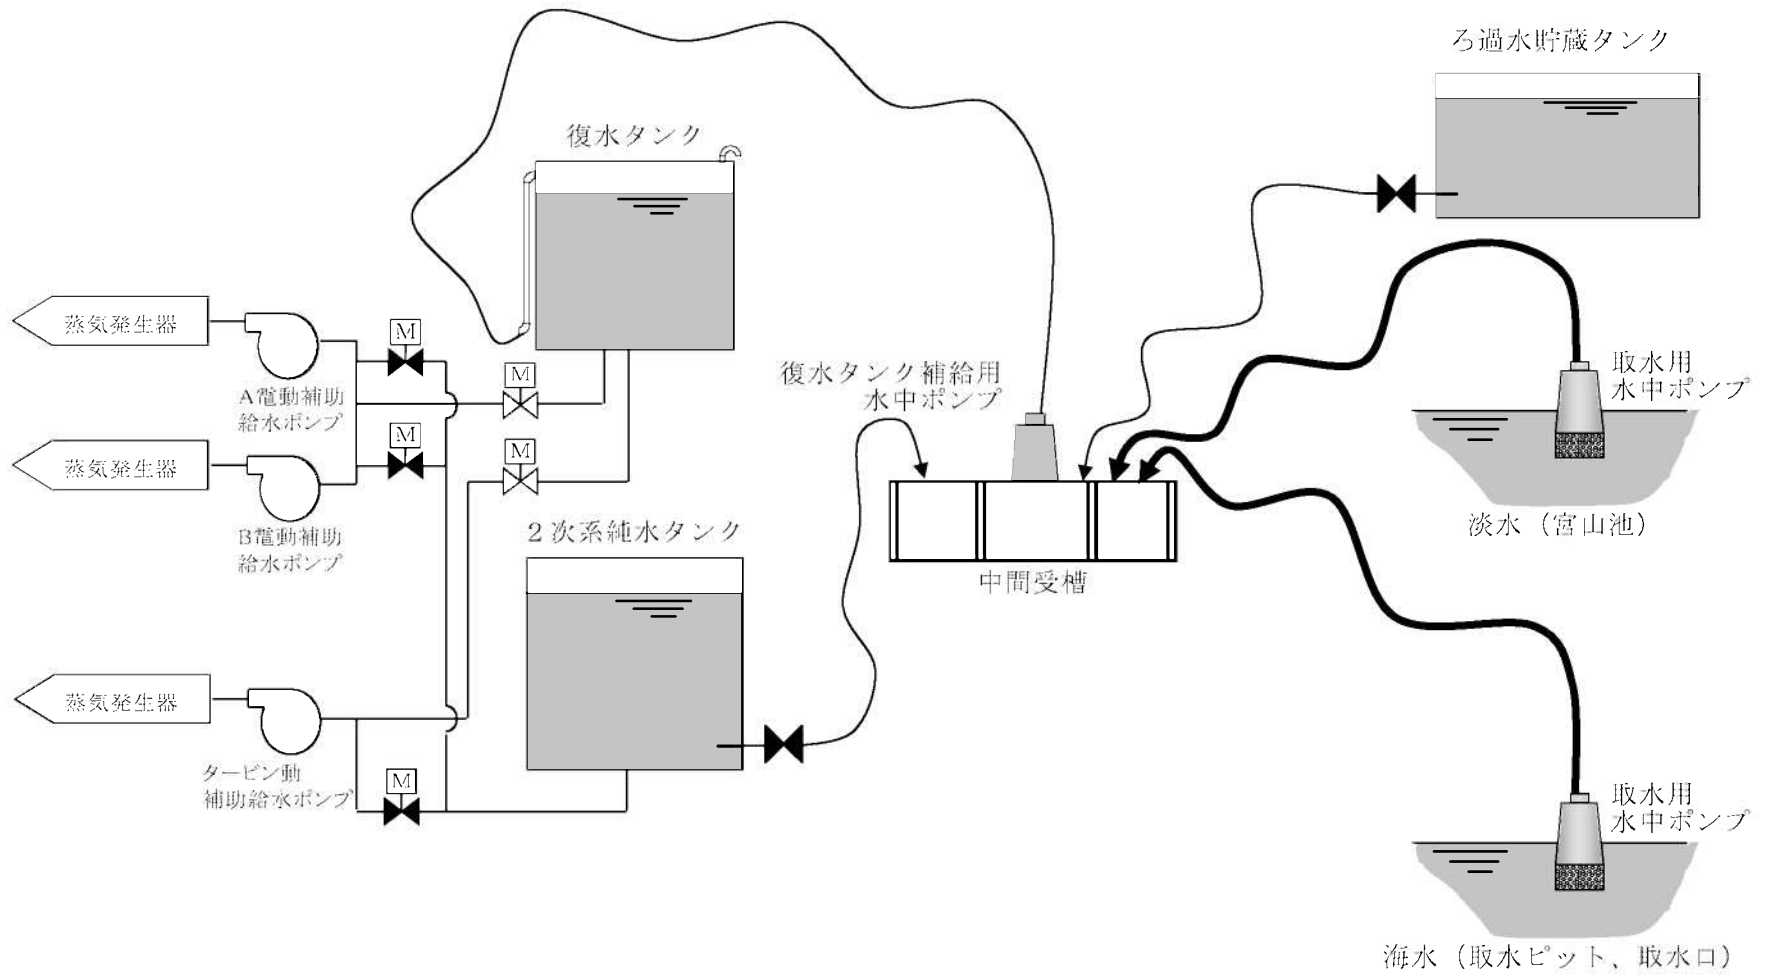 ろ過水貯蔵タンク
復水タンク
蒸気発生器
M
A電動補助
給水ポンプ
M
復水タンク補給用
水中ポンプ
取水用
水中ポンプ
M
蒸気発生器
M
B電動補助
給水ポンプ
2次系純水タンク
淡水（宮山池）
中間受槽
蒸気発生器
タービン動
補助給水ポンプ
M
取水用
水中ポンプ
海水（取水ピット、取水口）